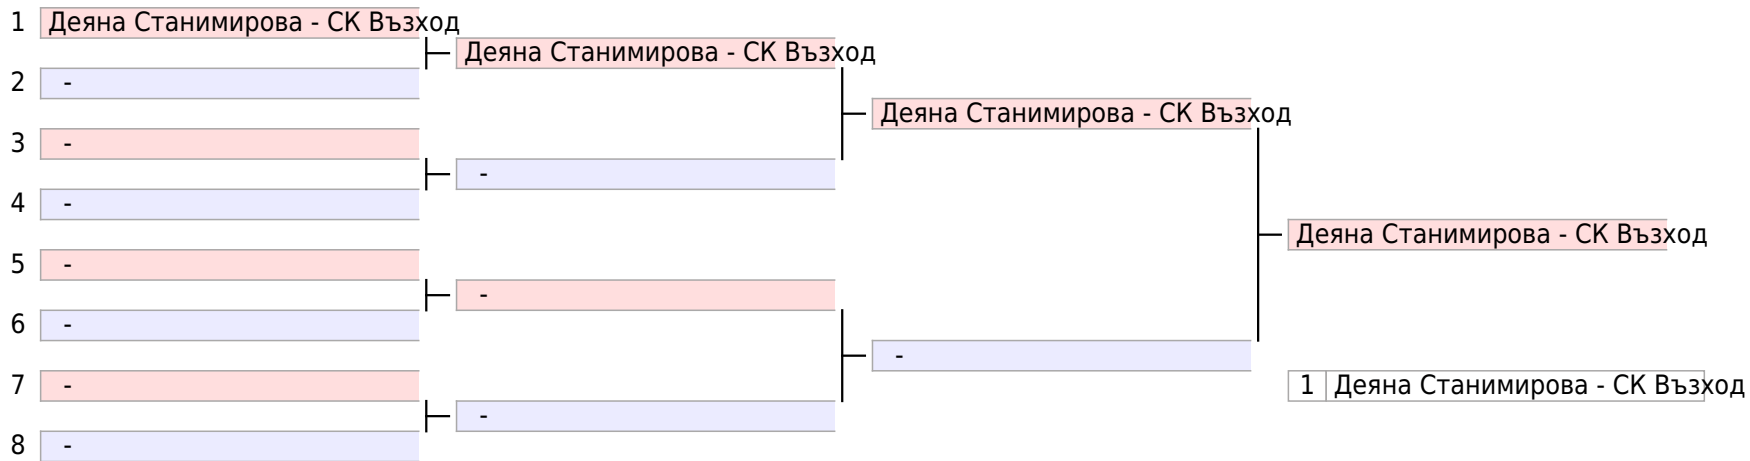 1 Деяна Станимирова - СК Възход
Деяна Станимирова - СК Възход
2 -
Деяна Станимирова - СК Възход
3 -
-
4 -
Деяна Станимирова - СК Възход
5 -
-
6 -
-
7 -
1 Деяна Станимирова - СК Възход
-
8 -